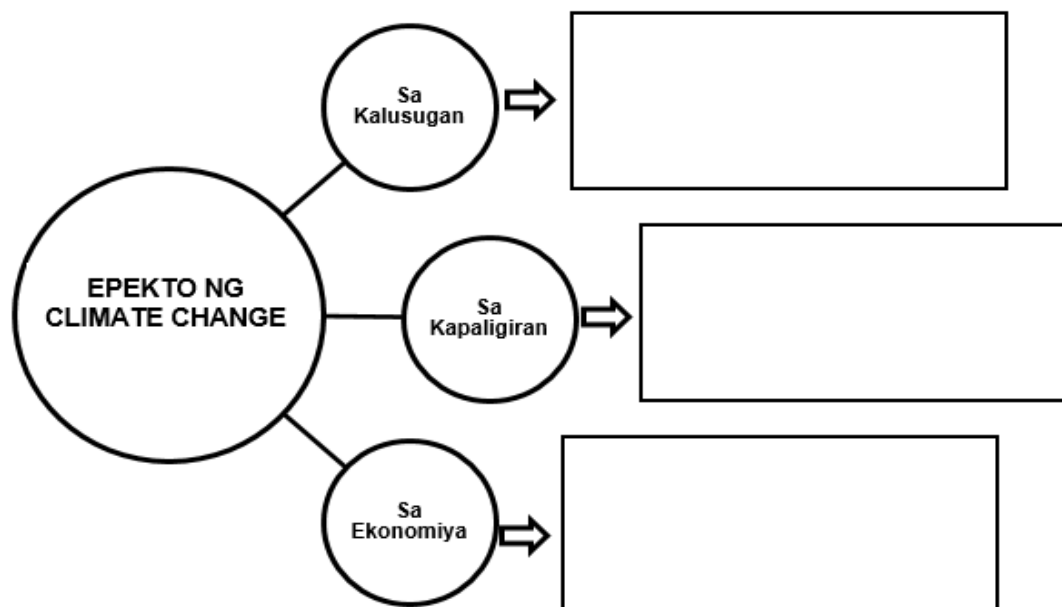 Sa
Kalusugan
EPEKTO NG
CLIMATE CHANGE
Sa
Kapaligiran
Sa
Ekonomiya